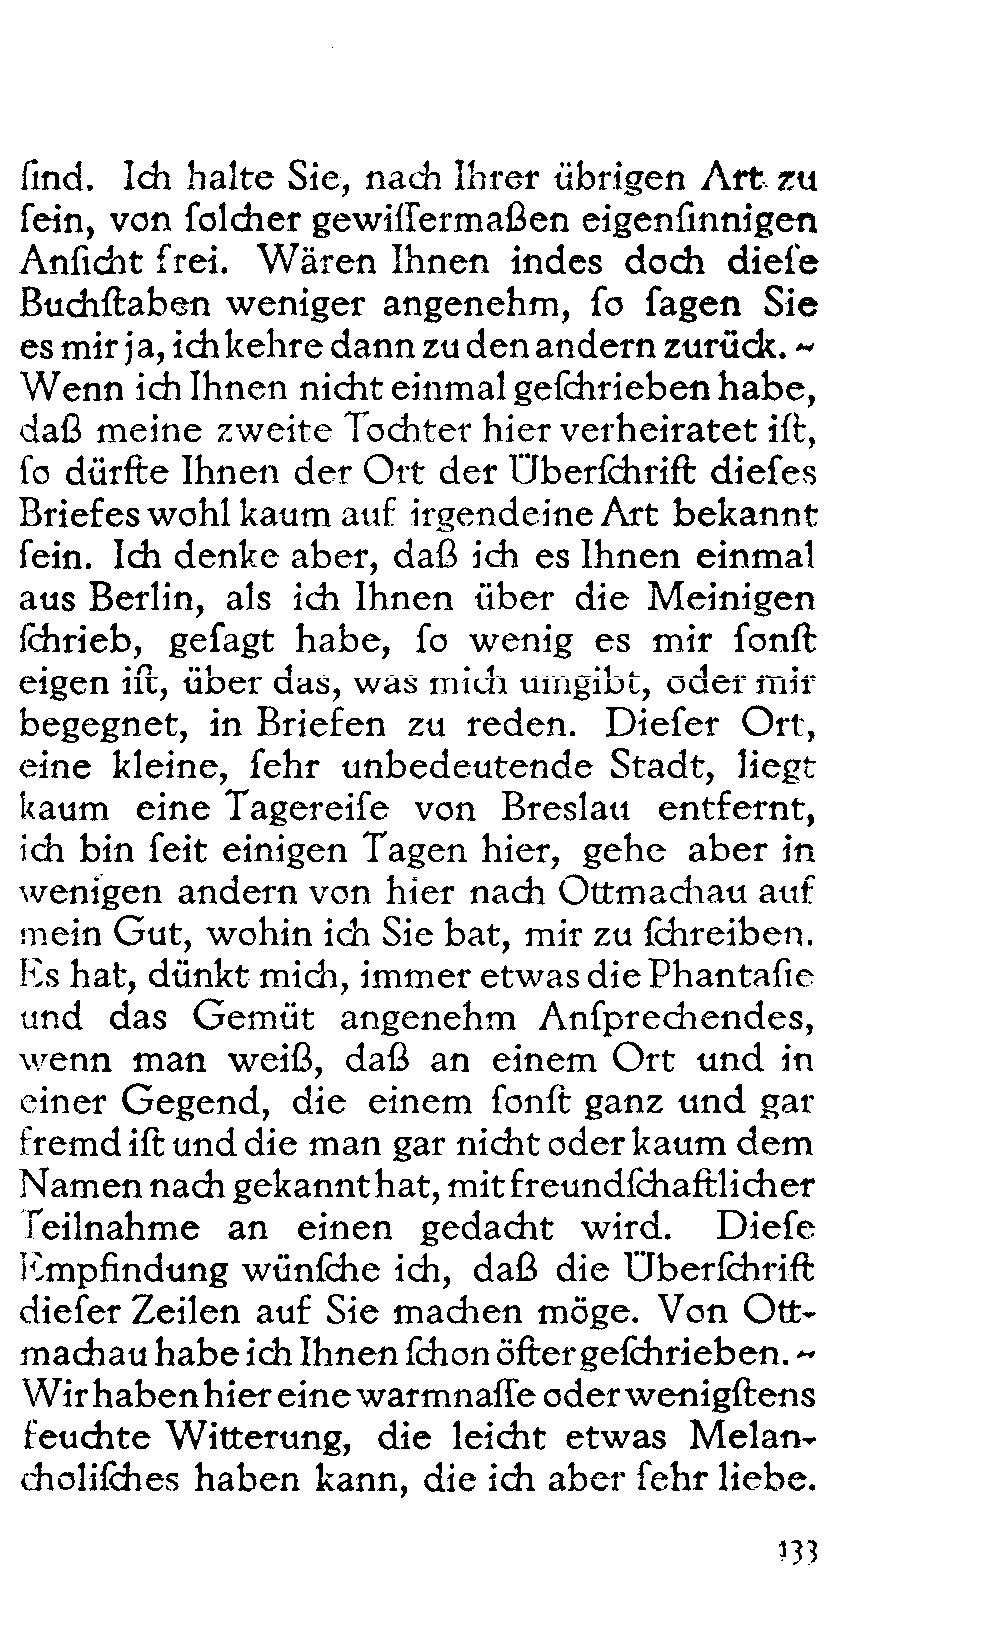 ſind. Ich halte Sie, nach Ihrer übrigen Art zu
ſein, von ſolcher gewiſſermaßen eigenſinnigen
Anſicht frei. Wären Ihnen indes doch dieſe
Buchſtaben weniger angenehm, ſo ſagen Sie
es mir ja, ich kehre dann zu den andern zurück. ~
Wenn ich Ihnen nicht einmal geſchrieben habe,
daß meine zweite Tochter hier verheiratet iſt,
ſo dürfte Ihnen der Ort der Überſchrift dieſes
Briefes wohl kaum auf irgendeine Art bekannt
ſein. Ich denke aber, daß ich es Ihnen einmal
aus Berlin, als ich Ihnen über die Meinigen
ſchrieb, geſagt habe, ſo wenig es mir ſonſt
eigen iſt, über das, was mich umgibt, oder mir
begegnet, in Briefen zu reden. Dieſer Ort,
eine kleine, ſehr unbedeutende Stadt, liegt
kaum eine Tagereiſe von Breslau entfernt,
ich bin ſeit einigen Tagen hier, gehe aber in
wenigen andern von hier nach Ottmachau auf
mein Gut, wohin ich Sie bat, mir zu ſchreiben.
Es hat, dünkt mich, immer etwas die Phantaſie
und das Gemüt angenehm Anſprechendes,
wenn man weiß, daß an einem Ort und in
einer Gegend, die einem ſonſt ganz und gar
fremd iſt und die man gar nicht oder kaum dem
Namen nach gekannt hat, mit freundſchaftlicher
Teilnahme an einen gedacht wird. Dieſe
Empfindung wünſche ich, daß die Überſchrift
dieſer Zeilen auf Sie machen möge. Von Ott-
machau habe ich Ihnen ſchon öfter geſchrieben. ~
Wir haben hier eine warmnaſſe oder wenigſtens
feuchte Witterung, die leicht etwas Melan-
choliſches haben kann, die ich aber ſehr liebe.
133